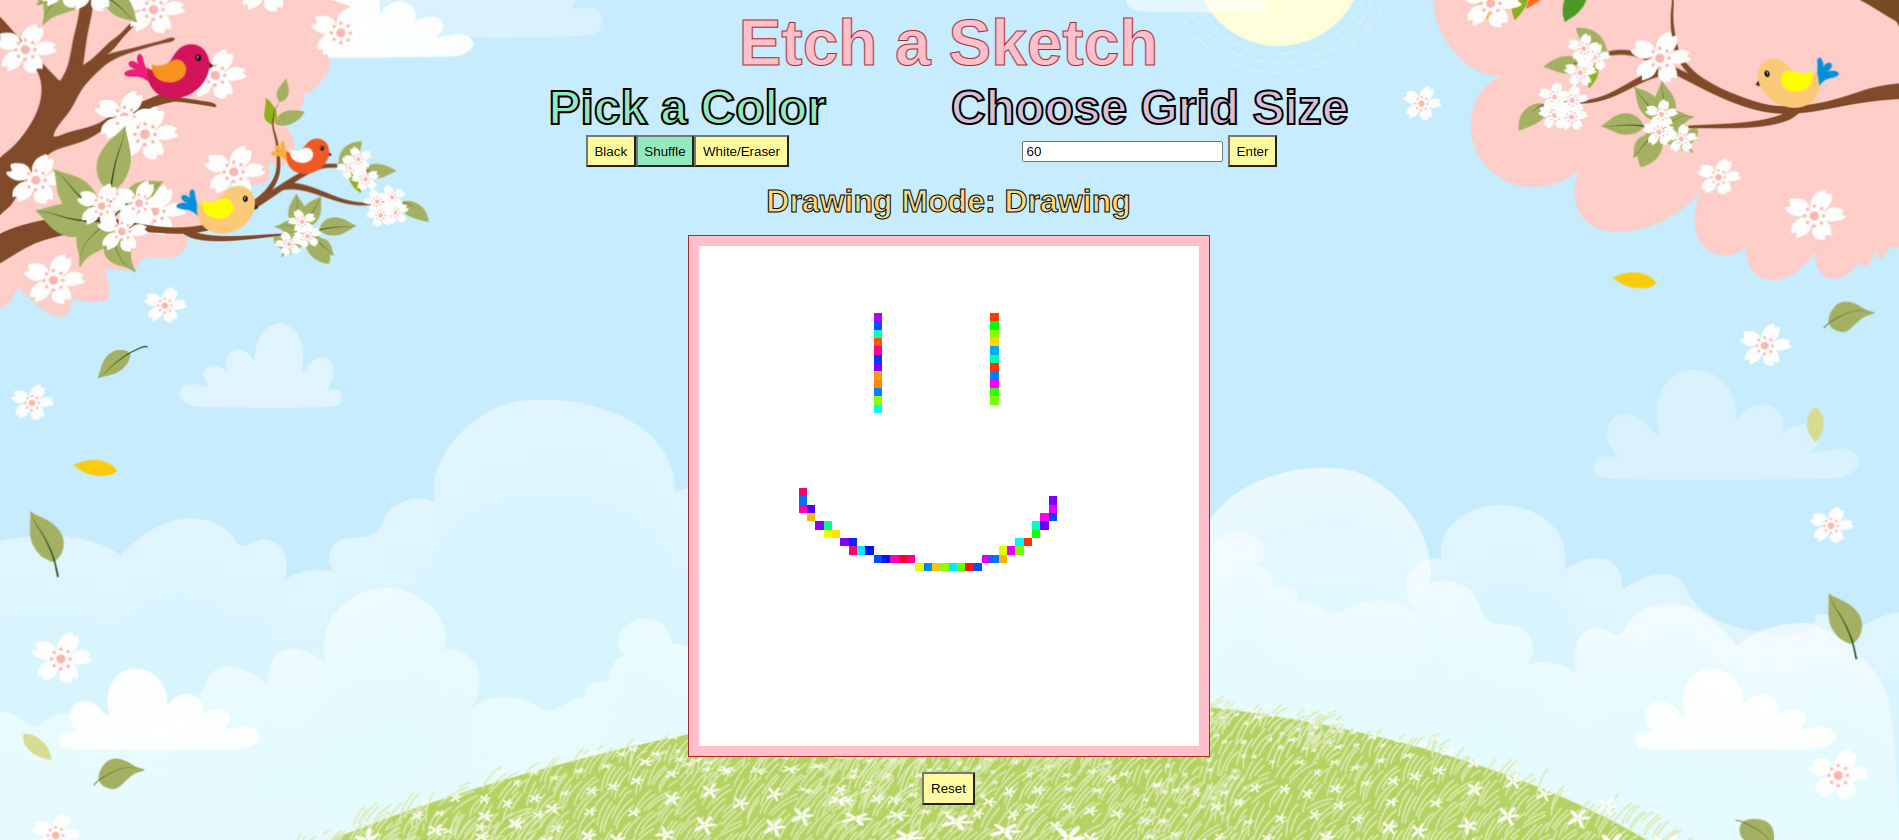 Etch a Sketch
Pick a Color
Black Shuffle White/Eraser
Choose Grid Size
60 Enter
Drawing Mode: Drawing
Reset